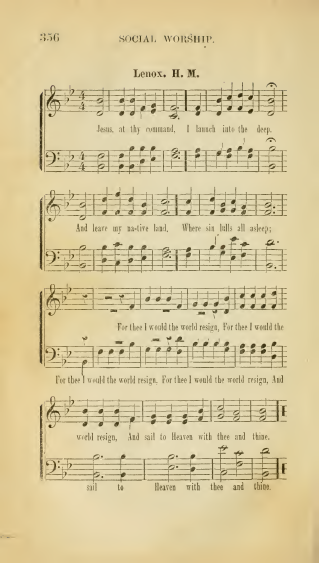 356
SOCIAL WORSHIP.
Lenox. H. M.
Jesus, at thy command, I launch into the deep.
And leave my na-tive land, Where sin lulls all asleep;
For thee I would the world resign, For thee I would the
For thee I would the world resign, For thee I would the world resign, And
world resign, And sail to Heaven with thee and thine.
sail to Heaven with thee and thine.